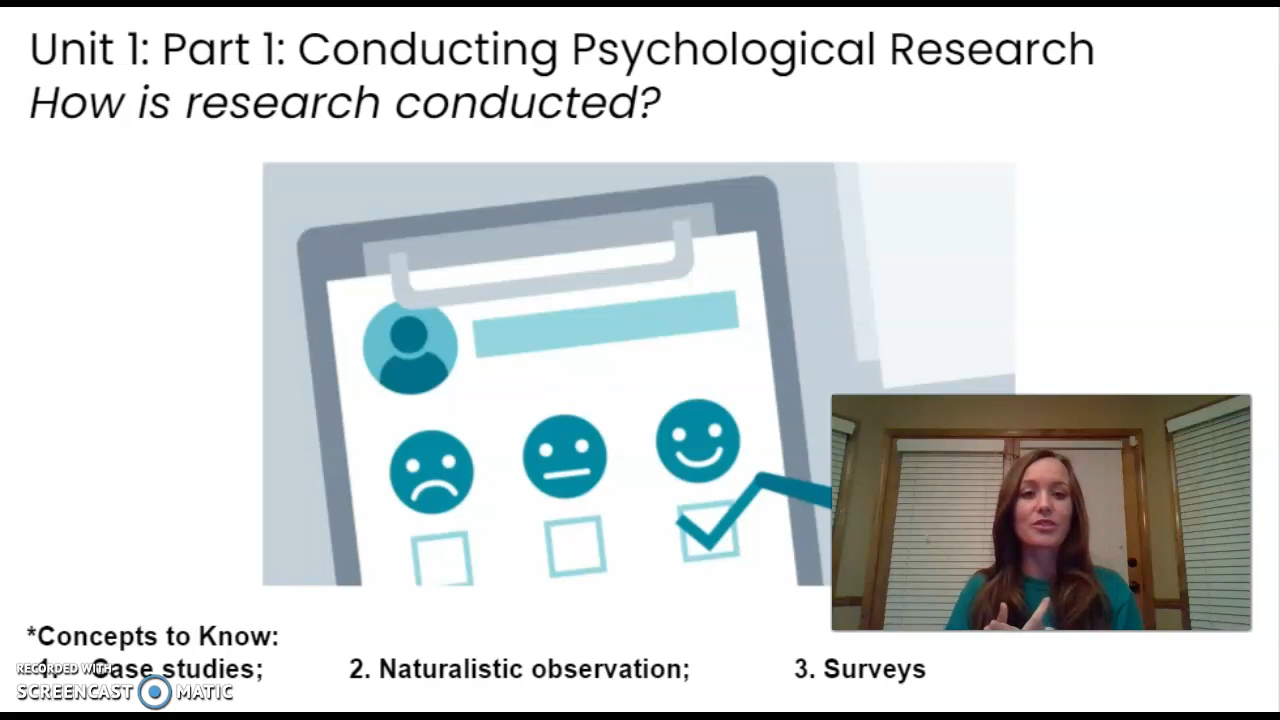 Unit 1: Part 1: Conducting Psychological Research
How is research conducted?
*Concepts to Know:
1. Case studies; 2. Naturalistic observation; 3. Surveys
RECORDED WITH
SCREENCAST MATIC